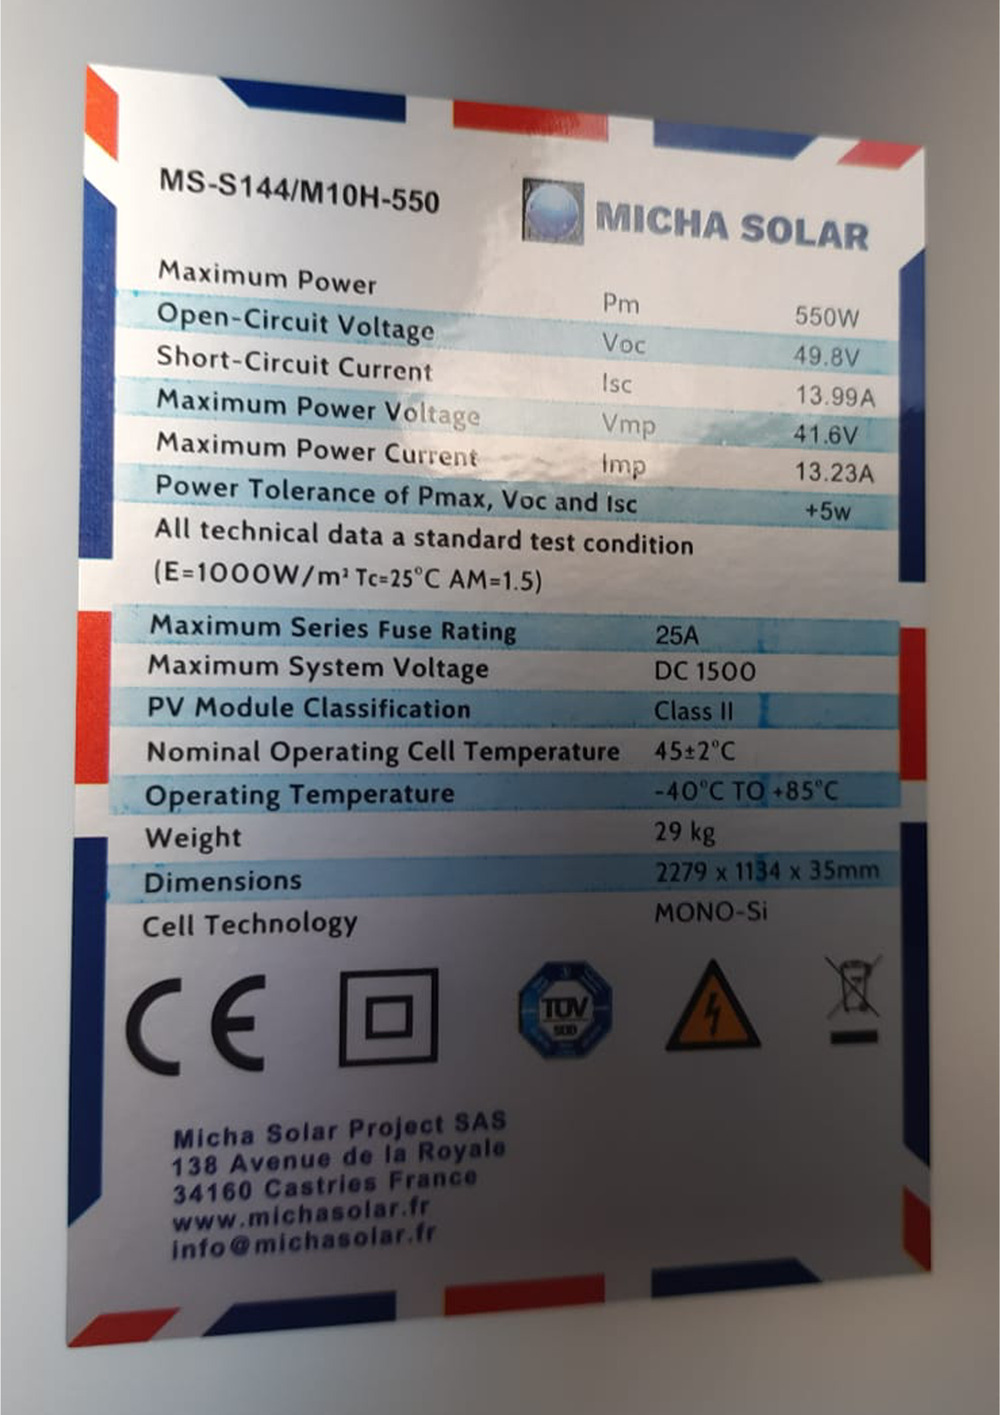 MS-S144/M10H-550
MICHA SOLAR
Maximum Power Pm 550W
Open-Circuit Voltage Voc 49.8V
Short-Circuit Current Isc 13.99A
Maximum Power Voltage Vmp 41.6V
Maximum Power Current Imp 13.23A
Power Tolerance of Pmax, Voc and Isc +5w
All technical data a standard test condition
(E=1000W/m² Tc=25°C AM=1.5)
Maximum Series Fuse Rating 25A
Maximum System Voltage DC 1500
PV Module Classification Class II
Nominal Operating Cell Temperature 45±2°C
Operating Temperature -40°C TO +85°C
Weight 29 kg
Dimensions 2279 x 1134 x 35mm
Cell Technology MONO-Si
CE
TÜV
SÜD
Micha Solar Project SAS
138 Avenue de la Royale
34160 Castries France
www.michasolar.fr
info@michasolar.fr